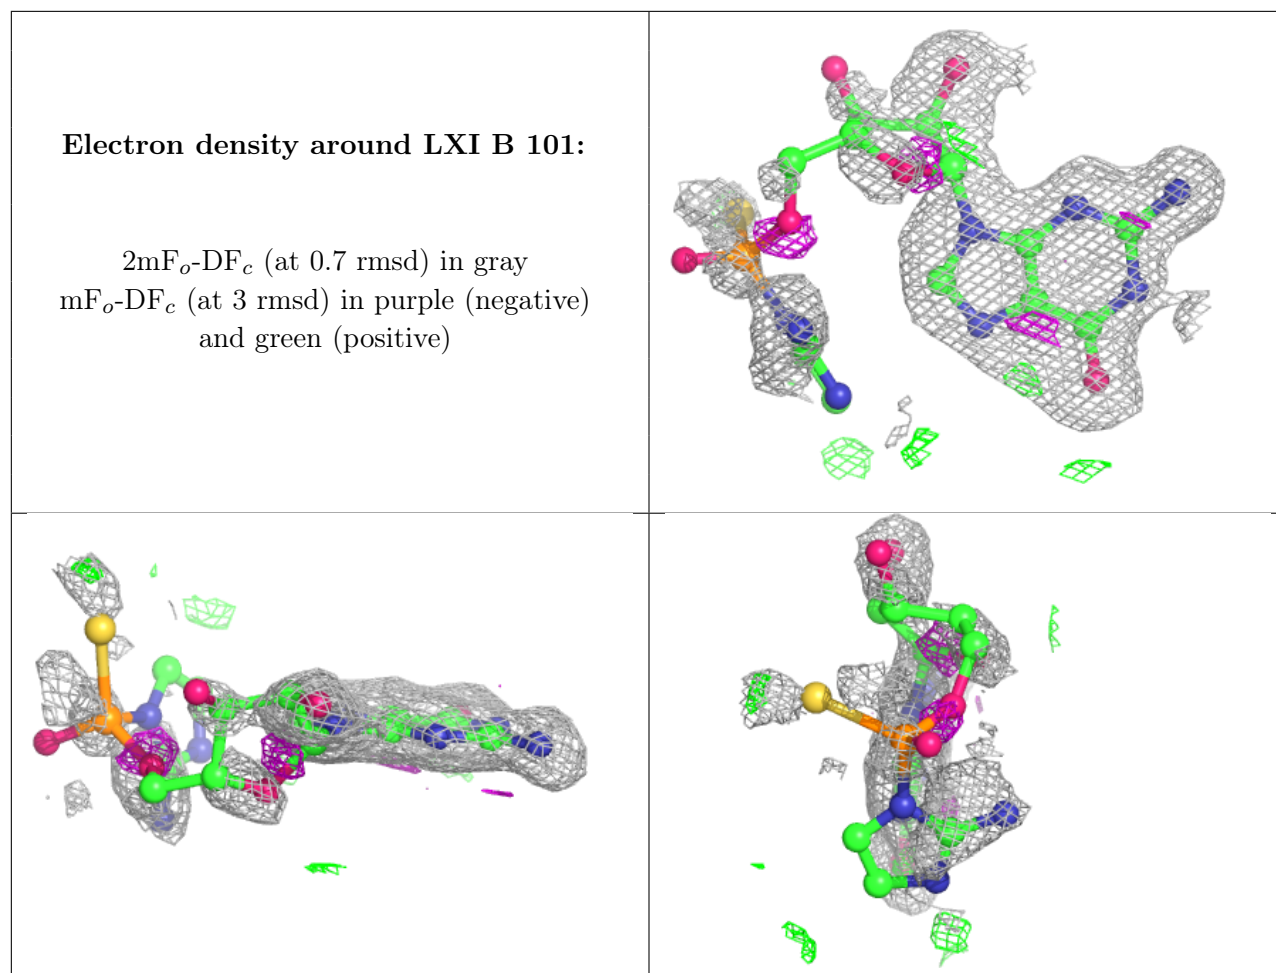 Electron density around LXI B 101:
2mFo-DFc (at 0.7 rmsd) in gray
mFo-DFc (at 3 rmsd) in purple (negative)
and green (positive)